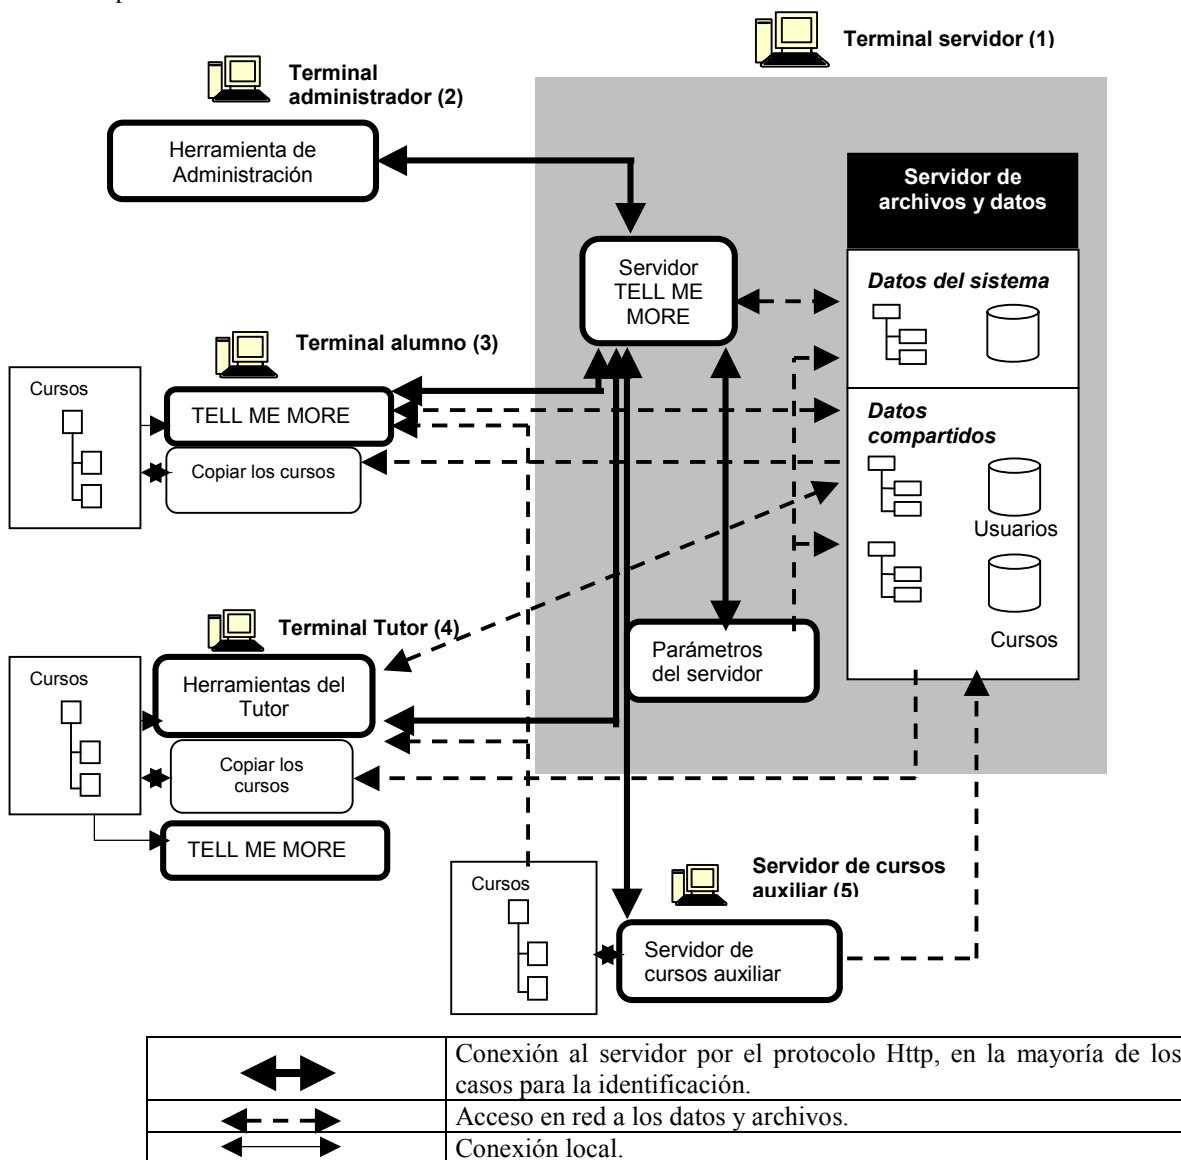 Terminal servidor (1)
Terminal
administrador (2)
Herramienta de
Administración
Servidor de
archivos y datos
Servidor
TELL ME
MORE
Datos del sistema
Terminal alumno (3)
Cursos
TELL ME MORE
Copiar los cursos
Datos
compartidos
Usuarios
Cursos
Terminal Tutor (4)
Cursos
Herramientas del
Tutor
Parámetros
del servidor
Copiar los
cursos
TELL ME MORE
Servidor de cursos
auxiliar (5)
Cursos
Servidor de
cursos auxiliar
Conexión al servidor por el protocolo Http, en la mayoría de los
casos para la identificación.
Acceso en red a los datos y archivos.
Conexión local.